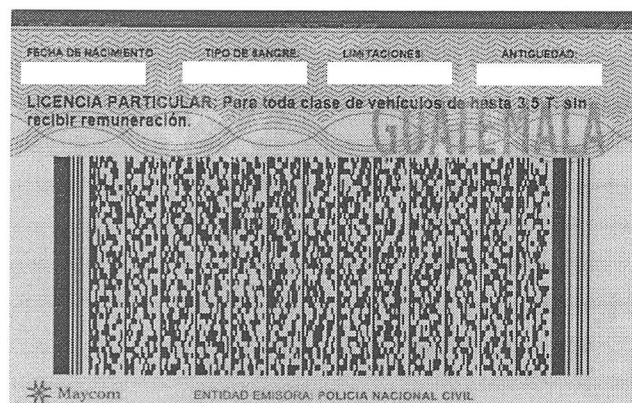 FECHA DE NACIMIENTO TIPO DE SANGRE: LIMITACIONES ANTIGUEDAD:
LICENCIA PARTICULAR: Para toda clase de vehículos de hasta 3.5 T. sin
recibir remuneración.
GUATEMALA
Maycom ENTIDAD EMISORA: POLICIA NACIONAL CIVIL